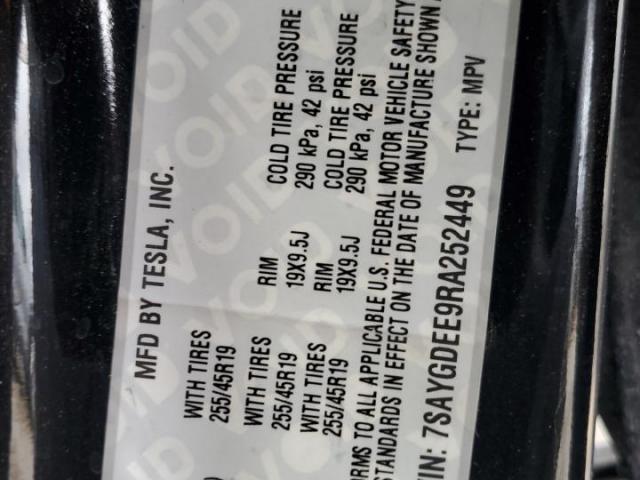 MFD BY TESLA, INC.
WITH TIRES RIM COLD TIRE PRESSURE
255/45R19 19X9.5J 290 kPa, 42 psi
WITH TIRES RIM COLD TIRE PRESSURE
255/45R19 19X9.5J 290 kPa, 42 psi
WITH TIRES
255/45R19
ORMS TO ALL APPLICABLE U.S. FEDERAL MOTOR VEHICLE SAFETY
STANDARDS IN EFFECT ON THE DATE OF MANUFACTURE SHOWN
VIN: 7SAYGDEE9RA252449 TYPE: MPV
VOID VOID VOID